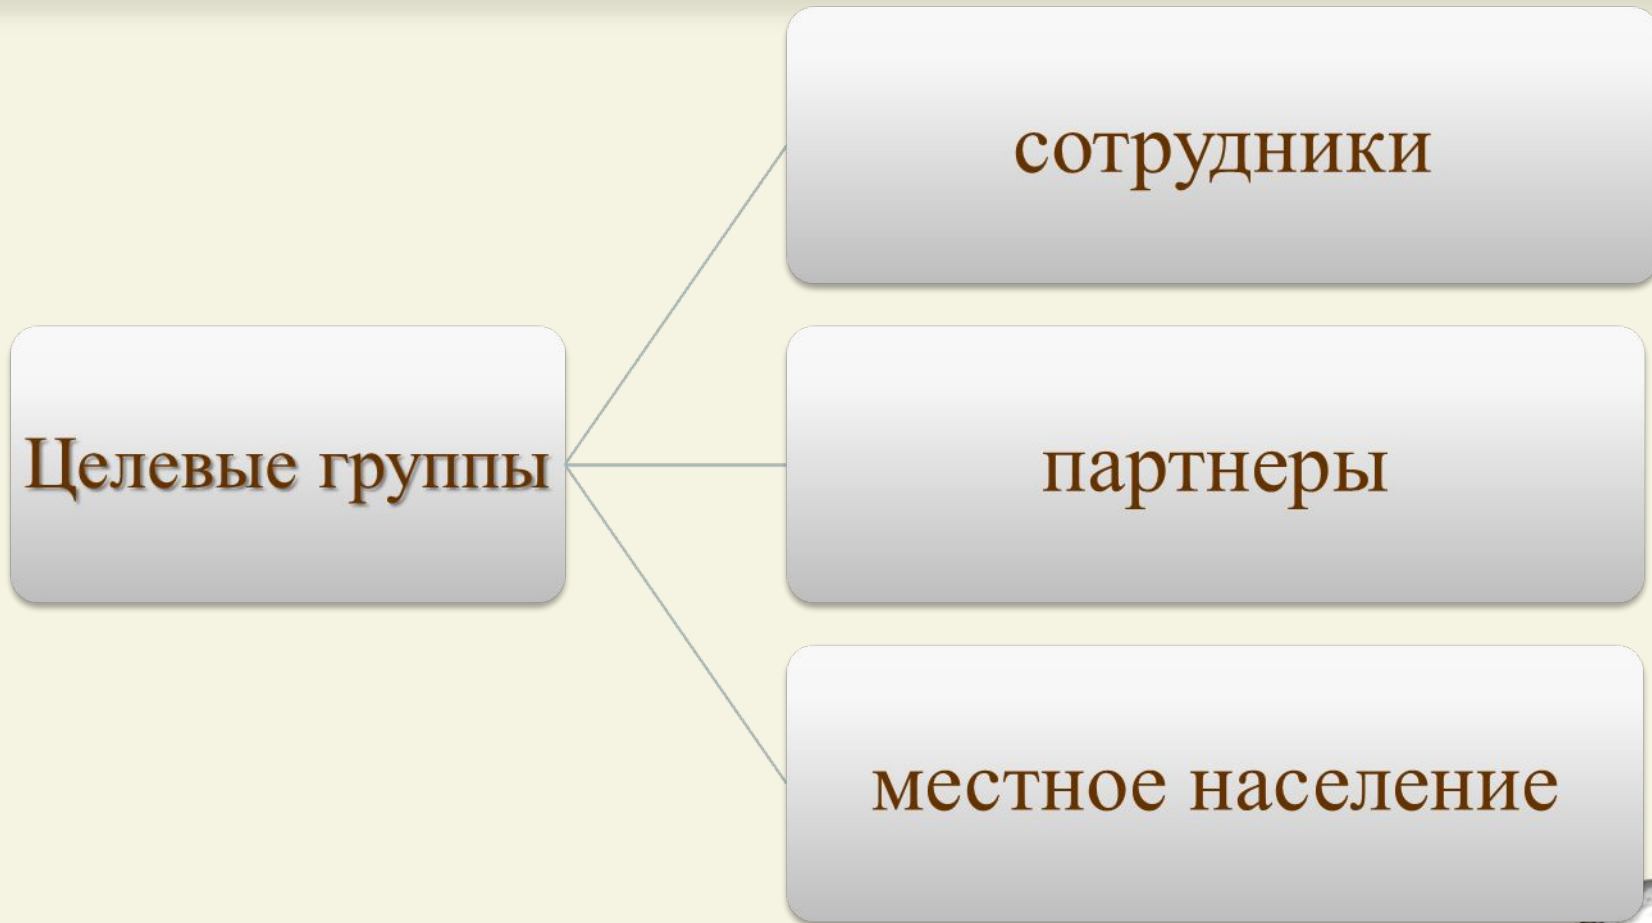 сотрудники
Целевые группы
партнеры
местное население